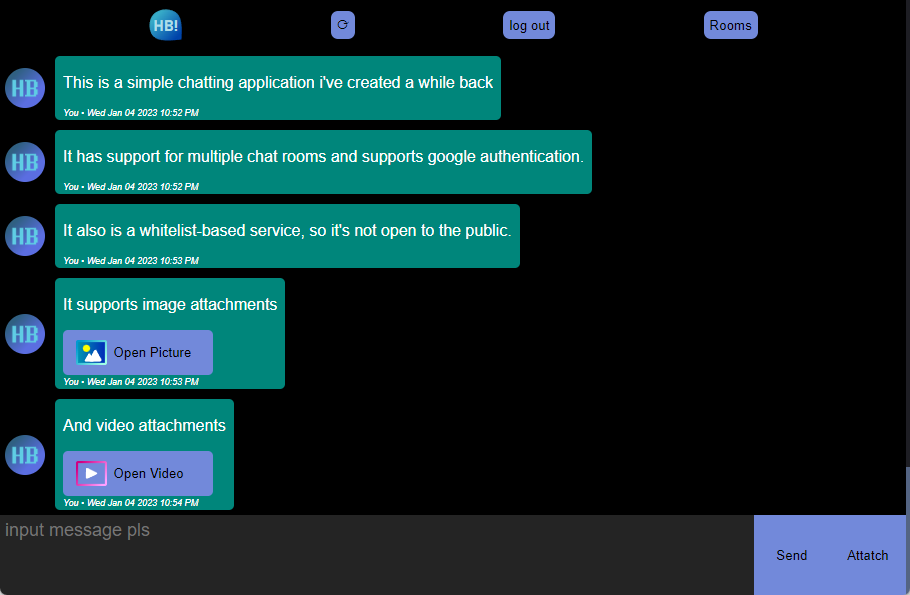 HB! log out Rooms
HB This is a simple chatting application i've created a while back
You • Wed Jan 04 2023 10:52 PM
HB It has support for multiple chat rooms and supports google authentication.
You • Wed Jan 04 2023 10:52 PM
HB It also is a whitelist-based service, so it's not open to the public.
You • Wed Jan 04 2023 10:53 PM
It supports image attachments
HB Open Picture
You • Wed Jan 04 2023 10:53 PM
And video attachments
HB Open Video
You • Wed Jan 04 2023 10:54 PM
input message pls
Send Attatch